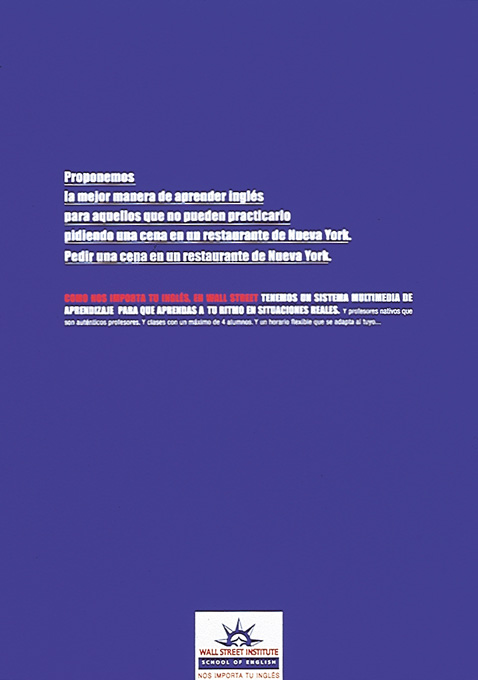 Proponemos
la mejor manera de aprender inglés
para aquellos que no pueden practicarlo
pidiendo una cena en un restaurante de Nueva York.
Pedir una cena en un restaurante de Nueva York.
COMO NOS IMPORTA TU INGLÉS, EN WALL STREET TENEMOS UN SISTEMA MULTIMEDIA DE
APRENDIZAJE PARA QUE APRENDAS A TU RITMO EN SITUACIONES REALES. Y profesores nativos que
son auténticos profesores. Y clases con un máximo de 4 alumnos. Y un horario flexible que se adapta al tuyo...
WALL STREET INSTITUTE
SCHOOL OF ENGLISH
NOS IMPORTA TU INGLÉS